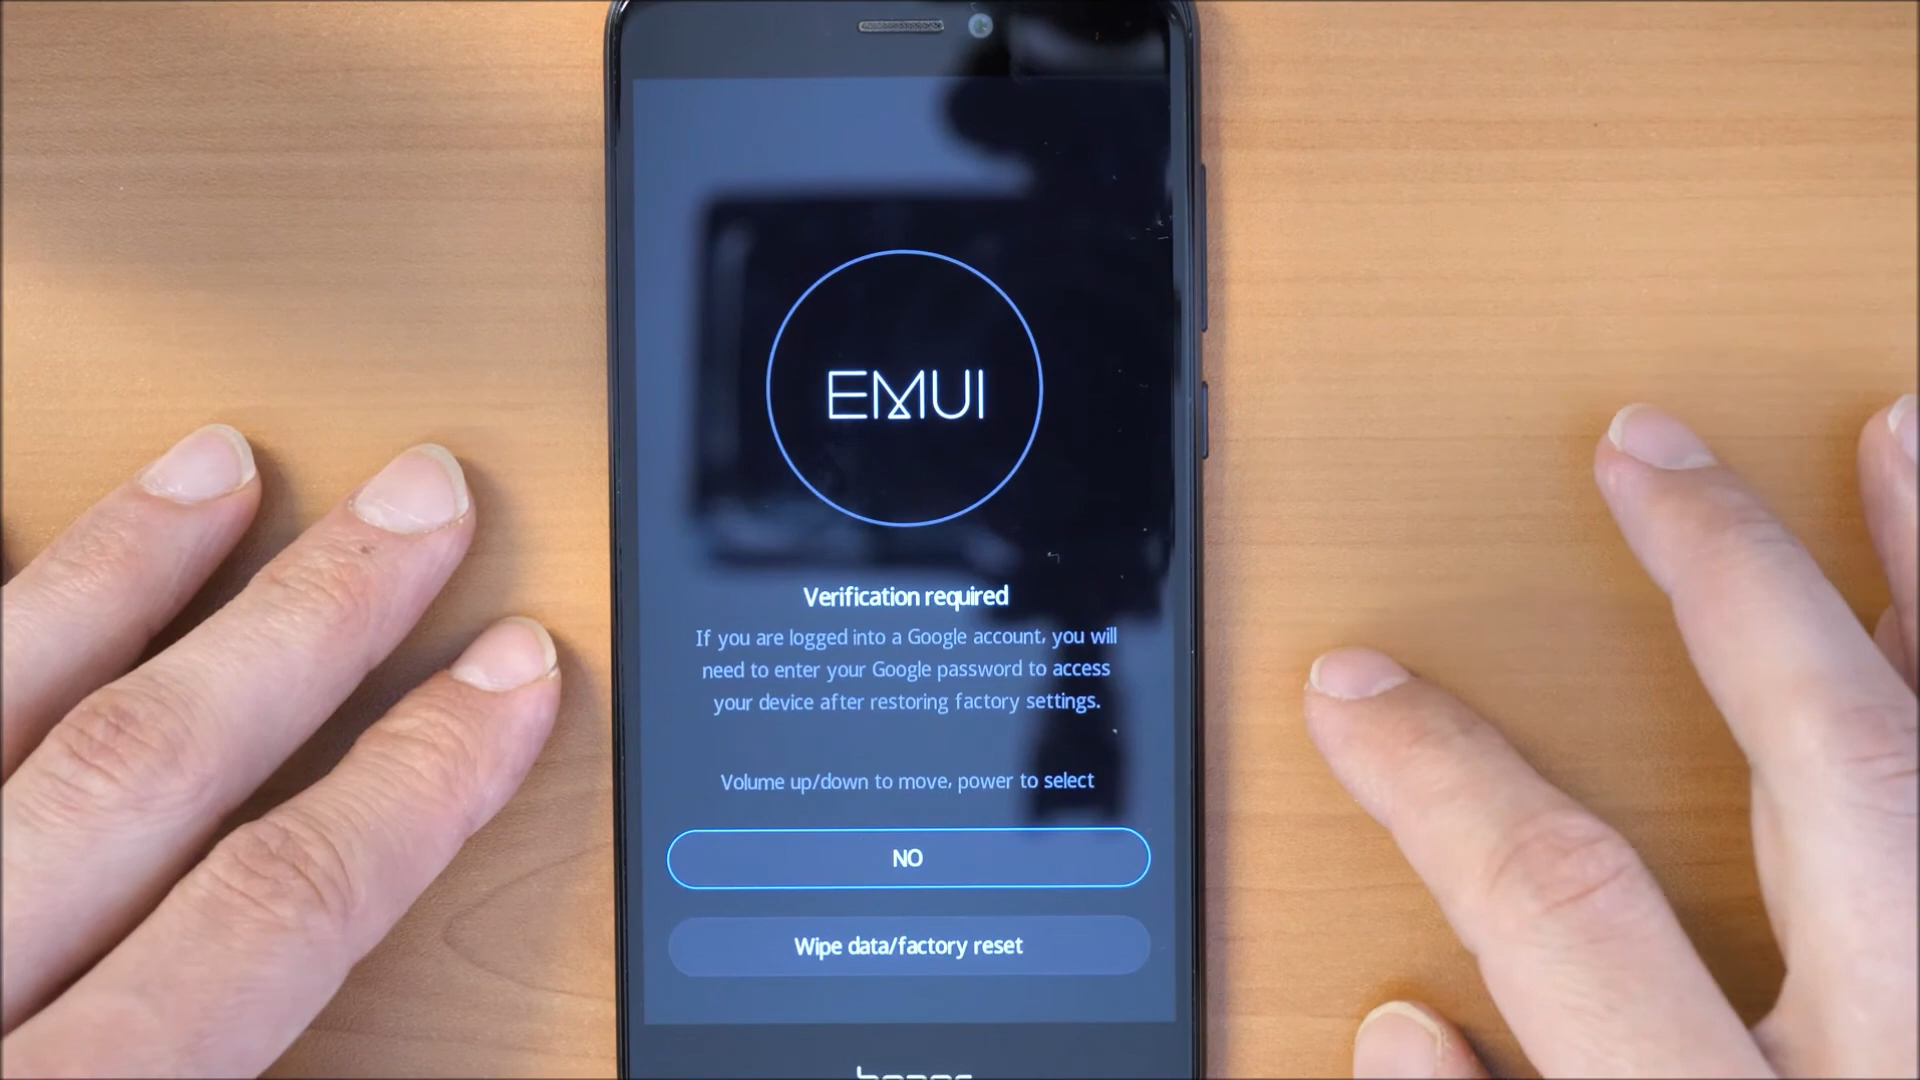 EMUI
Verification required
If you are logged into a Google account, you will
need to enter your Google password to access
your device after restoring factory settings.
Volume up/down to move, power to select
NO
Wipe data/factory reset
honor